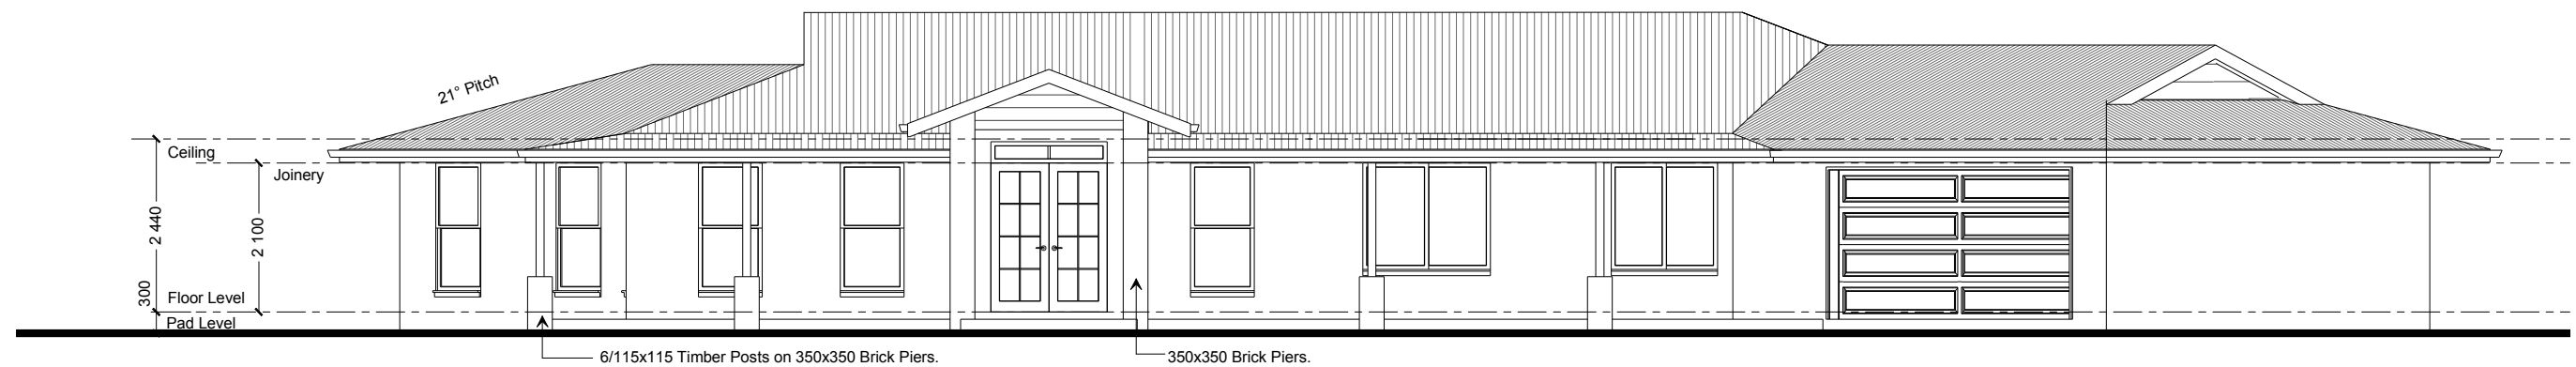 21° Pitch
Ceiling
Joinery
2 440
2 100
300
Floor Level
Pad Level
6/115x115 Timber Posts on 350x350 Brick Piers.
350x350 Brick Piers.